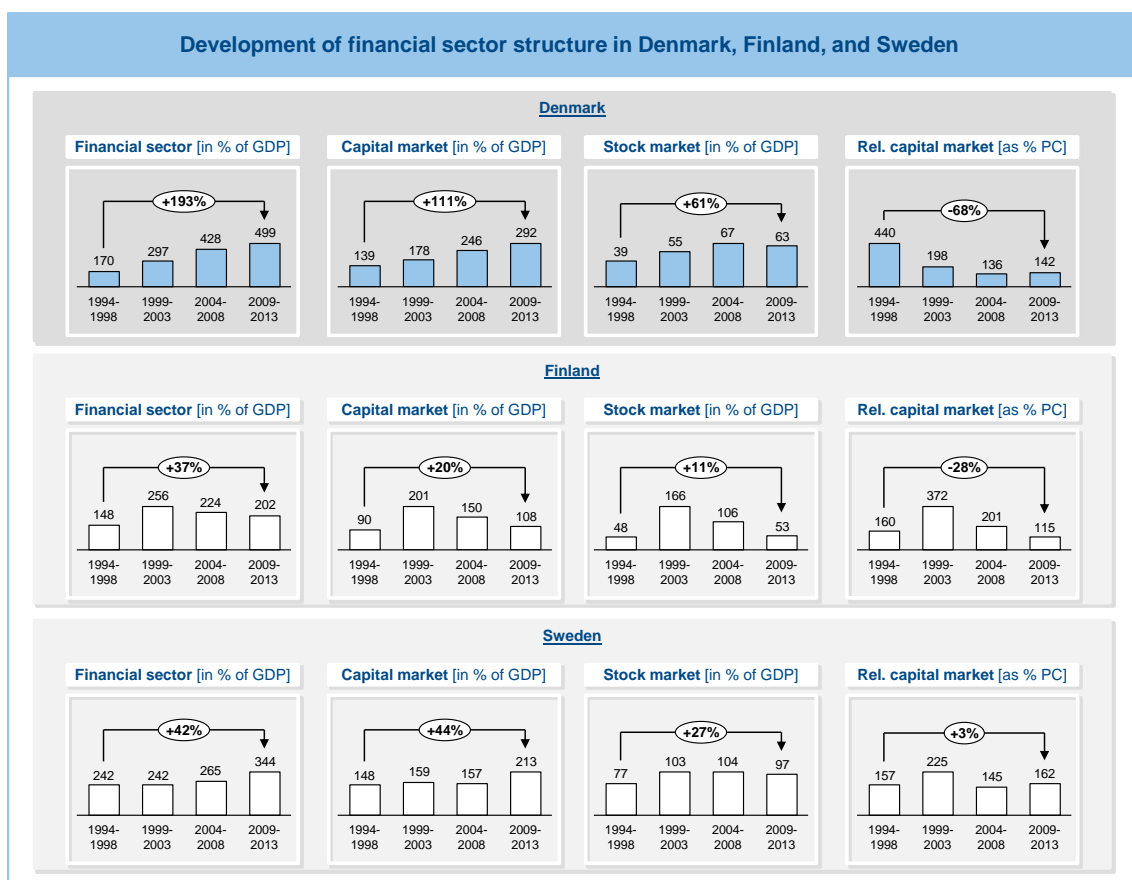 Development of financial sector structure in Denmark, Finland, and Sweden
Denmark
Financial sector [in % of GDP]
+193%
170 297 428 499
1994-1998 1999-2003 2004-2008 2009-2013
Capital market [in % of GDP]
+111%
139 178 246 292
1994-1998 1999-2003 2004-2008 2009-2013
Stock market [in % of GDP]
+61%
39 55 67 63
1994-1998 1999-2003 2004-2008 2009-2013
Rel. capital market [as % PC]
-68%
440 198 136 142
1994-1998 1999-2003 2004-2008 2009-2013
Finland
Financial sector [in % of GDP]
+37%
148 256 224 202
1994-1998 1999-2003 2004-2008 2009-2013
Capital market [in % of GDP]
+20%
90 201 150 108
1994-1998 1999-2003 2004-2008 2009-2013
Stock market [in % of GDP]
+11%
48 166 106 53
1994-1998 1999-2003 2004-2008 2009-2013
Rel. capital market [as % PC]
-28%
160 372 201 115
1994-1998 1999-2003 2004-2008 2009-2013
Sweden
Financial sector [in % of GDP]
+42%
242 242 265 344
1994-1998 1999-2003 2004-2008 2009-2013
Capital market [in % of GDP]
+44%
148 159 157 213
1994-1998 1999-2003 2004-2008 2009-2013
Stock market [in % of GDP]
+27%
77 103 104 97
1994-1998 1999-2003 2004-2008 2009-2013
Rel. capital market [as % PC]
+3%
157 225 145 162
1994-1998 1999-2003 2004-2008 2009-2013